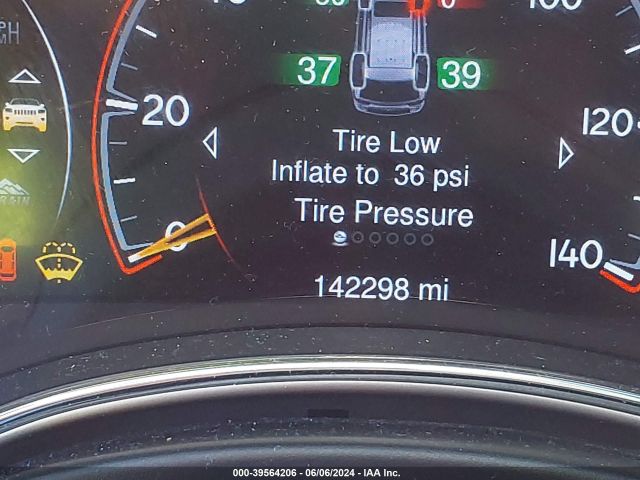 0
37
39
20
120
Tire Low
Inflate to 36 psi
Tire Pressure
0
140
142298 mi
000-39564206 - 06/06/2024 - IAA Inc.